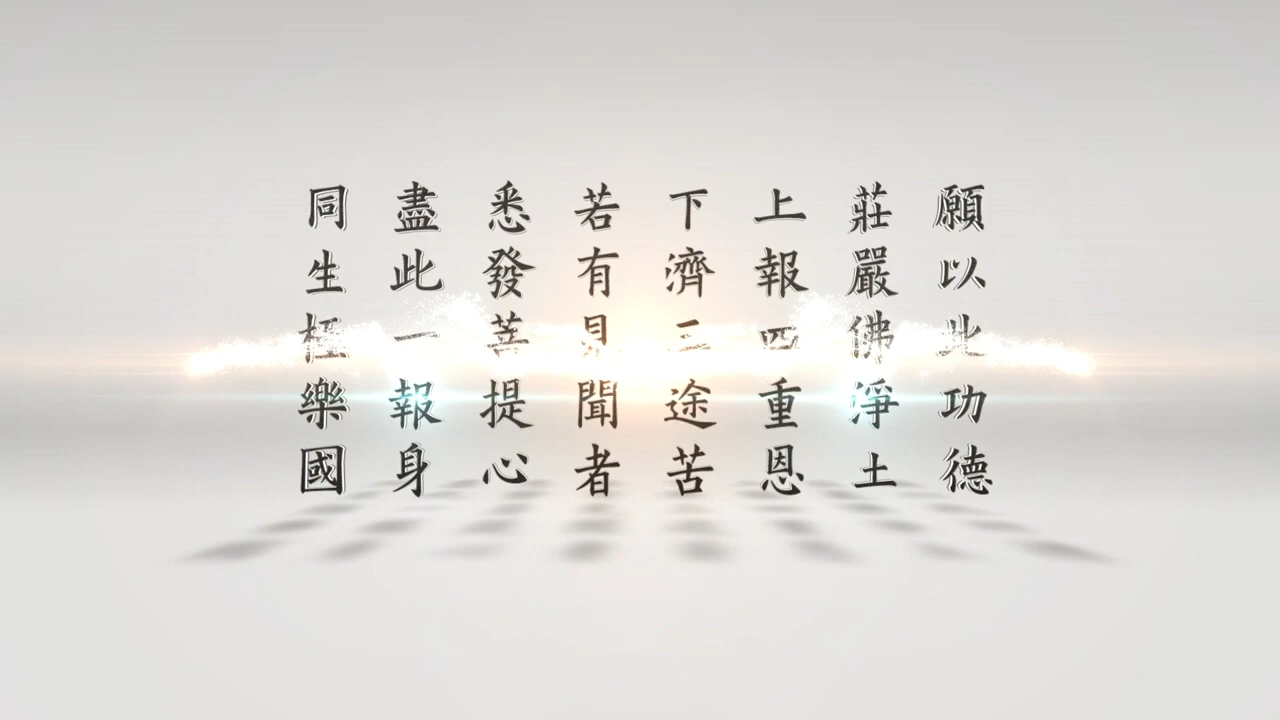 願以此功德
莊嚴佛淨土
上報四重恩
下濟三途苦
若有見聞者
悉發菩提心
盡此一報身
同生極樂國